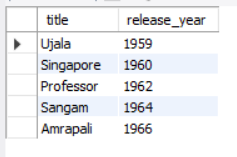 title release_year
Ujala 1959
Singapore 1960
Professor 1962
Sangam 1964
Amrapali 1966